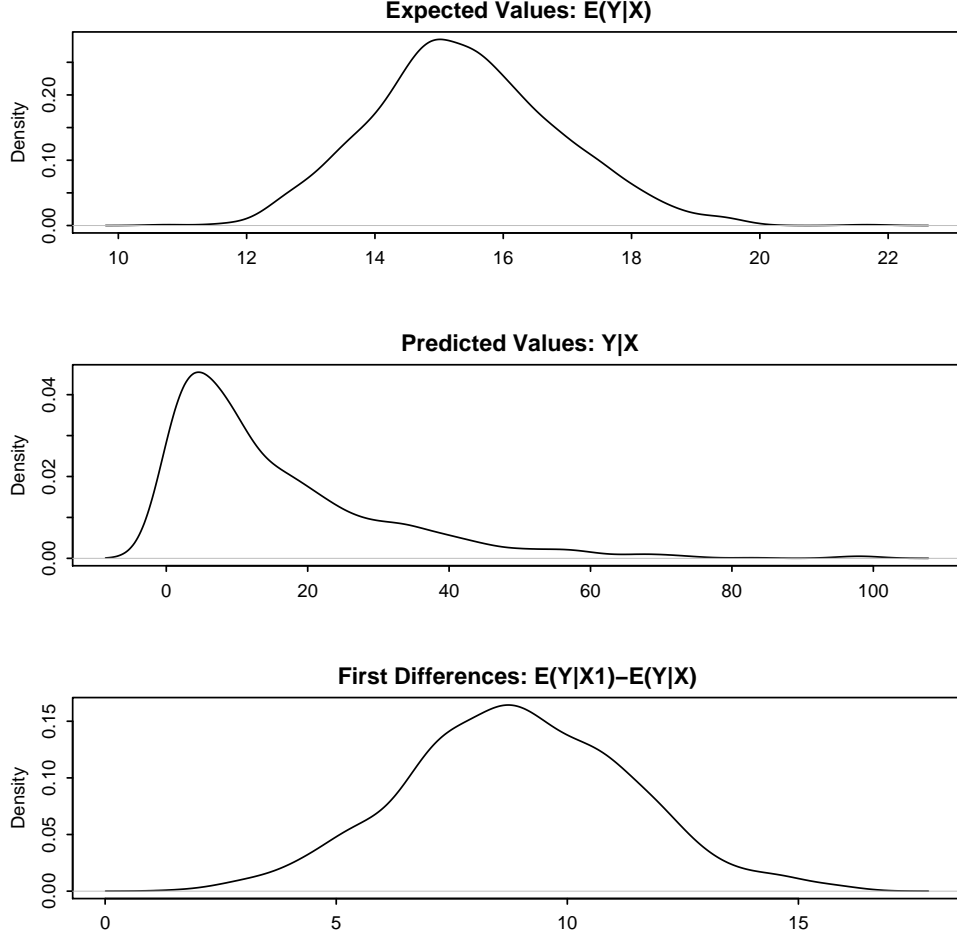 Expected Values: E(Y|X)
Density
0.00 0.10 0.20
10 12 14 16 18 20 22
Predicted Values: Y|X
Density
0.00 0.02 0.04
0 20 40 60 80 100
First Differences: E(Y|X1)−E(Y|X)
Density
0.00 0.05 0.10 0.15
0 5 10 15